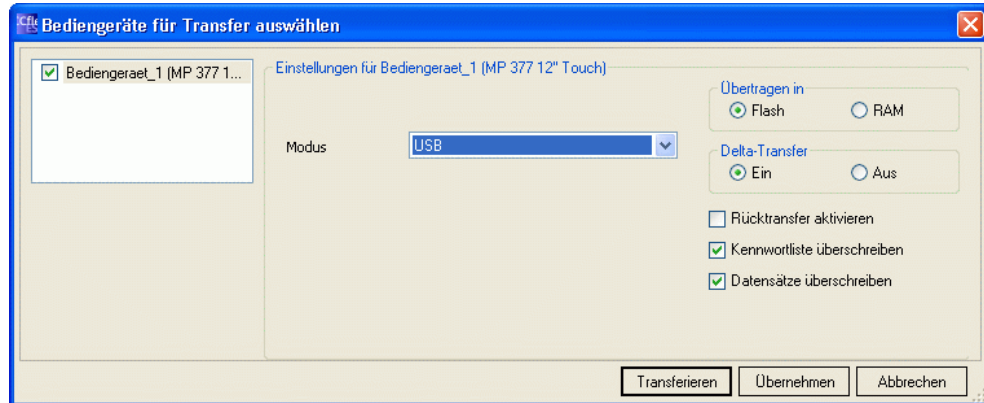 Bediengeräte für Transfer auswählen
Bediengeraet_1 (MP 377 1...
Einstellungen für Bediengeraet_1 (MP 377 12" Touch)
Modus
USB
Übertragen in
Flash
RAM
Delta-Transfer
Ein
Aus
Rücktransfer aktivieren
Kennwortliste überschreiben
Datensätze überschreiben
Transferieren
Übernehmen
Abbrechen